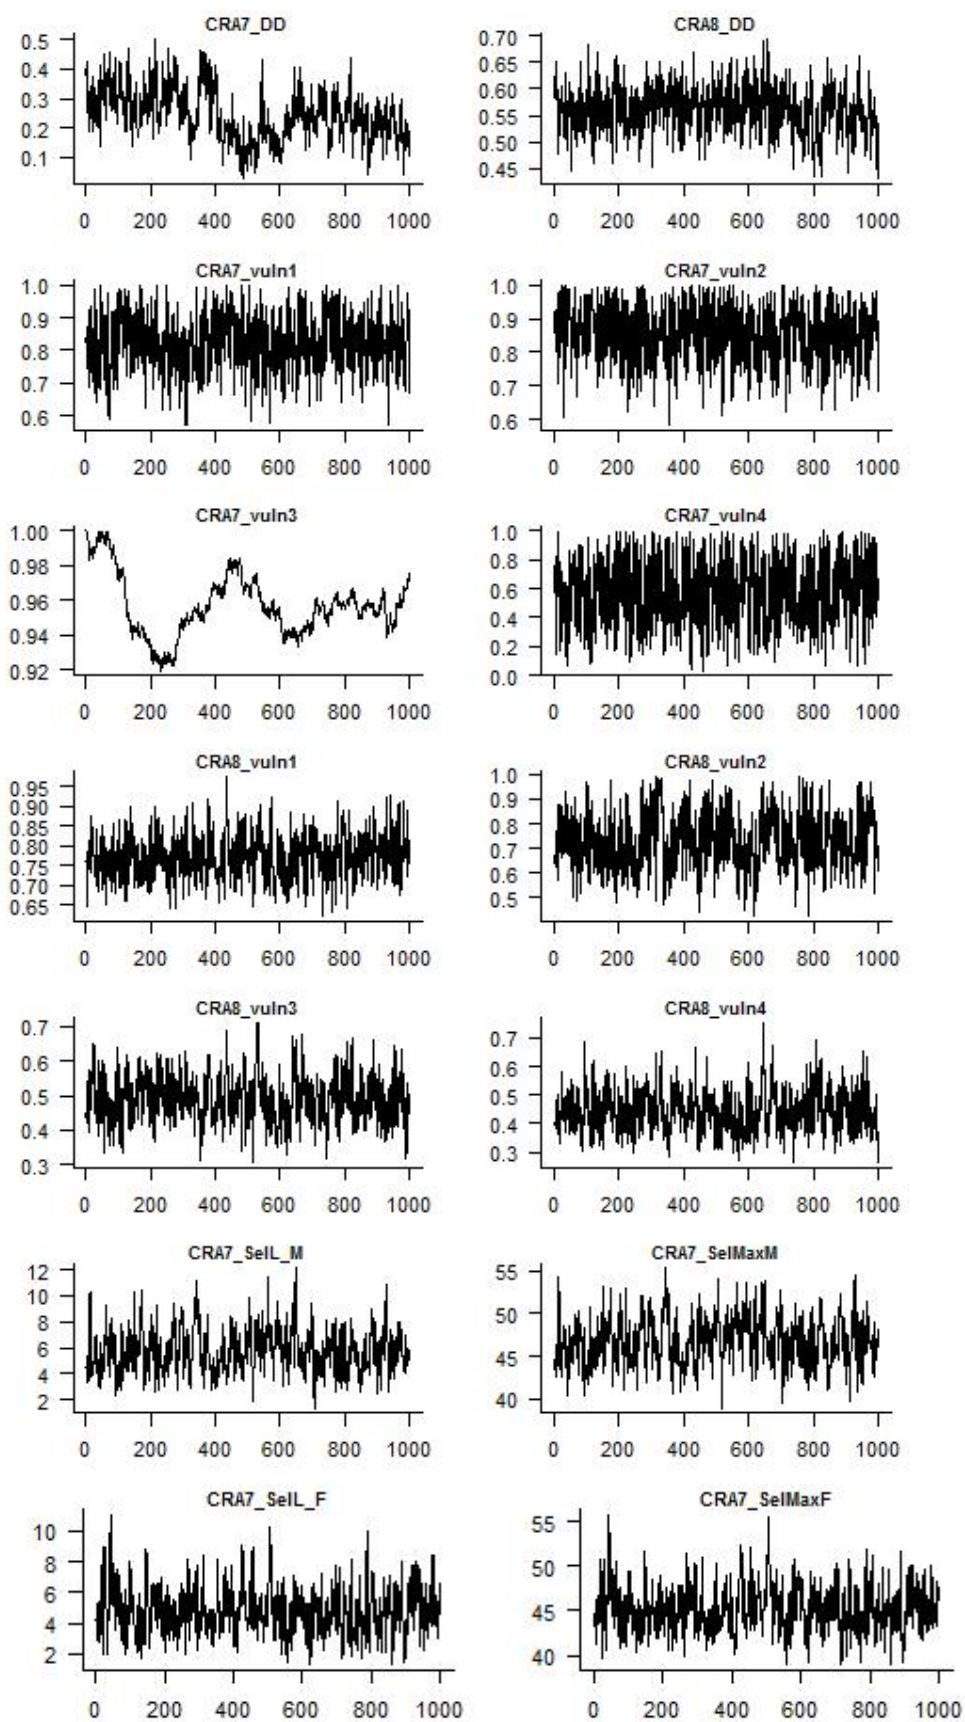 CRA7_DD
0.5
0.4
0.3
0.2
0.1
0 200 400 600 800 1000
CRA8_DD
0.70
0.65
0.60
0.55
0.50
0.45
0 200 400 600 800 1000
CRA7_vuln1
1.0
0.9
0.8
0.7
0.6
0 200 400 600 800 1000
CRA7_vuln2
1.0
0.9
0.8
0.7
0.6
0 200 400 600 800 1000
CRA7_vuln3
1.00
0.98
0.96
0.94
0.92
0 200 400 600 800 1000
CRA7_vuln4
1.0
0.8
0.6
0.4
0.2
0.0
0 200 400 600 800 1000
CRA8_vuln1
0.95
0.90
0.85
0.80
0.75
0.70
0.65
0 200 400 600 800 1000
CRA8_vuln2
1.0
0.9
0.8
0.7
0.6
0.5
0 200 400 600 800 1000
CRA8_vuln3
0.7
0.6
0.5
0.4
0.3
0 200 400 600 800 1000
CRA8_vuln4
0.7
0.6
0.5
0.4
0.3
0 200 400 600 800 1000
CRA7_SelL_M
12
10
8
6
4
2
0 200 400 600 800 1000
CRA7_SelMaxM
55
50
45
40
0 200 400 600 800 1000
CRA7_SelL_F
10
8
6
4
2
0 200 400 600 800 1000
CRA7_SelMaxF
55
50
45
40
0 200 400 600 800 1000